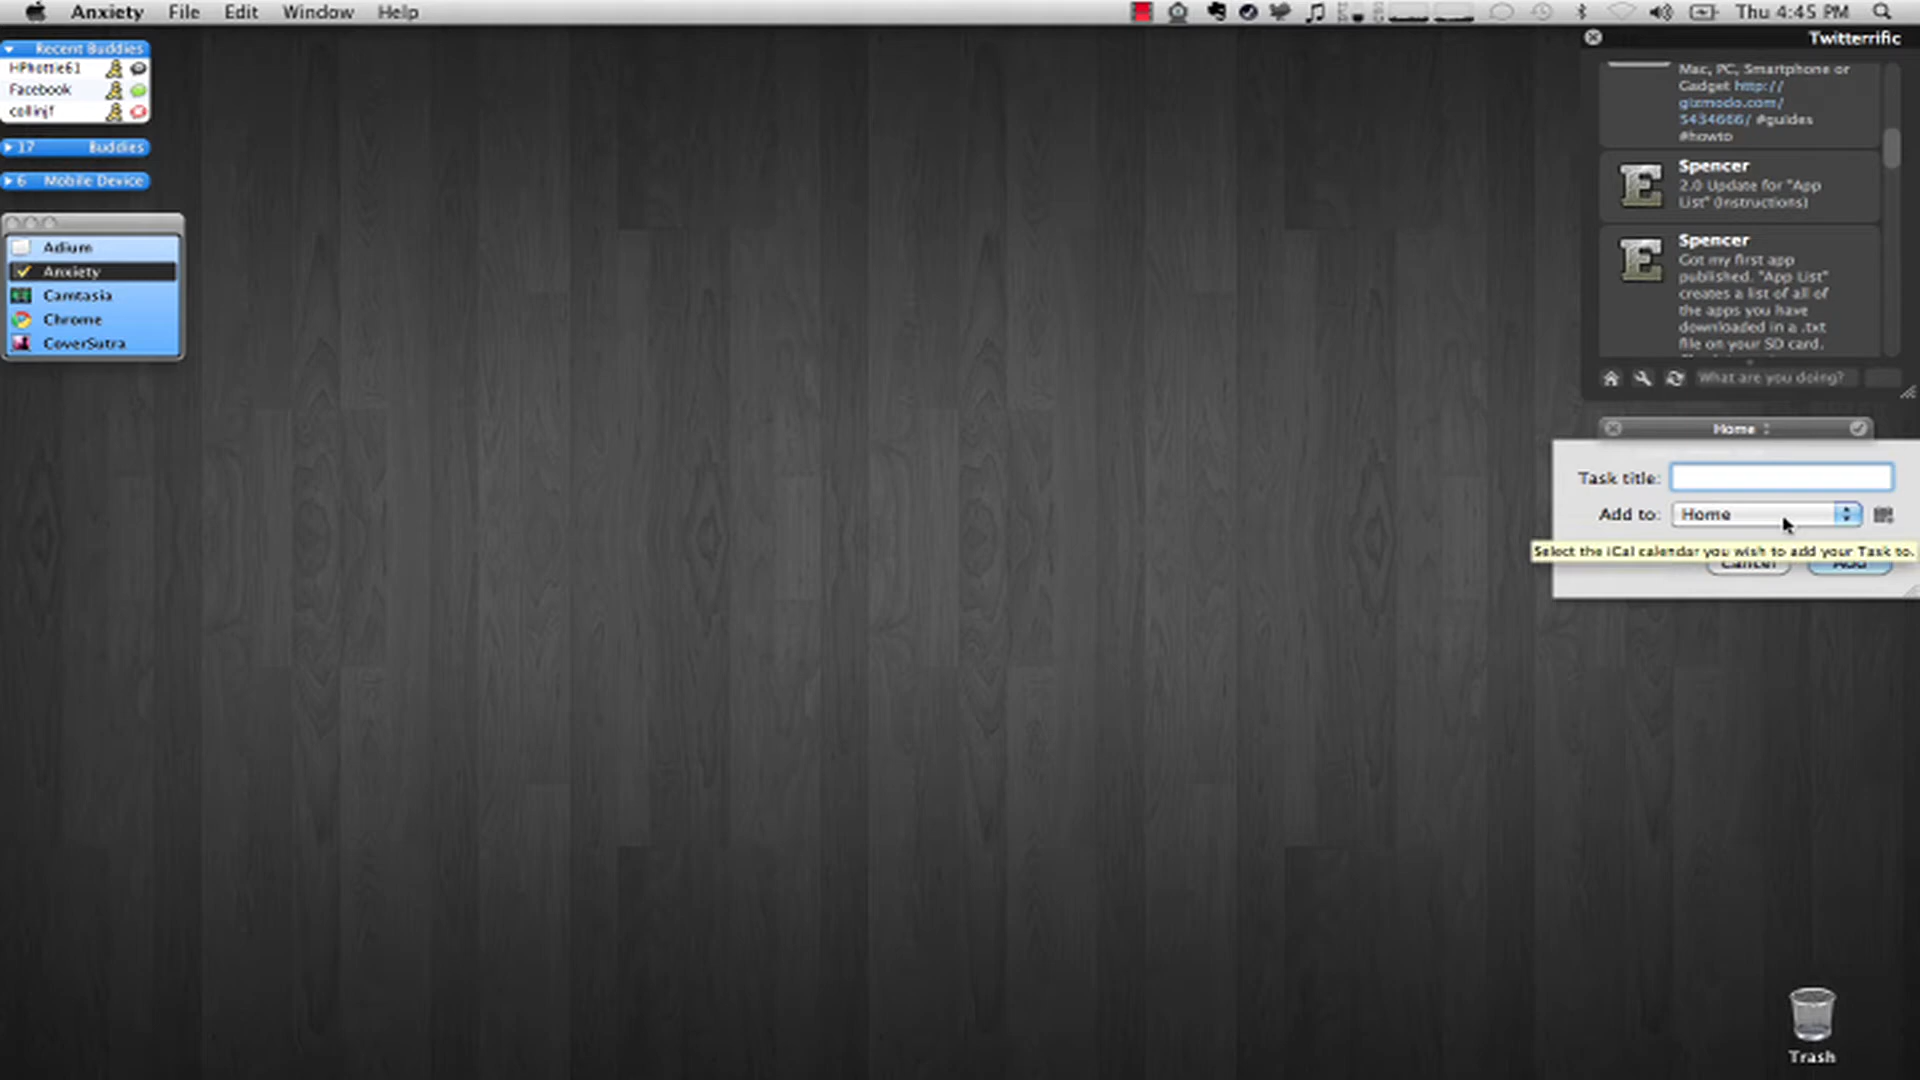 Anxiety File Edit Window Help
Thu 4:45 PM
Recent Buddies
HPhottie61
Facebook
collinjf
17 Buddies
6 Mobile Device
Adium
Anxiety
Camtasia
Chrome
CoverSutra
Twitterrific
Mac, PC, Smartphone or
Gadget http://
gizmodo.com/
5434666/ #guides
#howto
Spencer
2.0 Update for "App
List" (Instructions)
Spencer
Got my first app
published. "App List"
creates a list of all of
the apps you have
downloaded in a .txt
file on your SD card.
What are you doing?
Home
Task title:
Add to: Home
Select the iCal calendar you wish to add your Task to.
Cancel Add
Trash